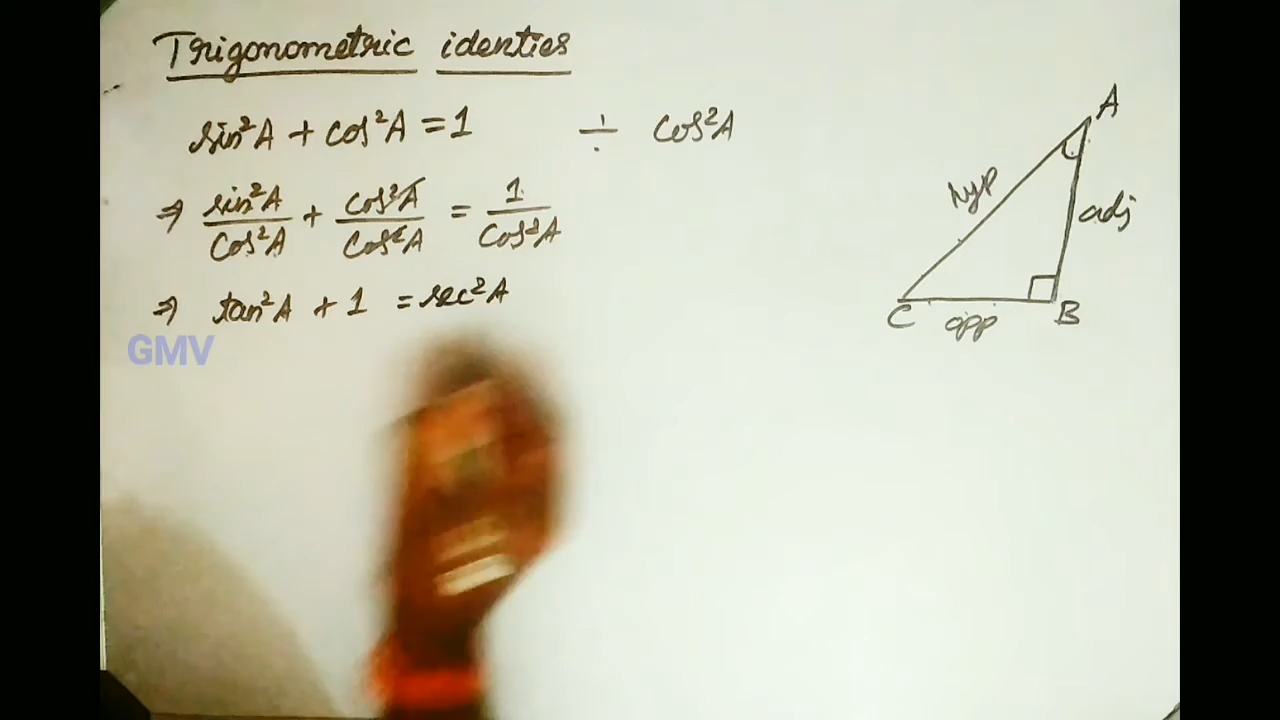 Trigonometric identies
sin²A + cos²A = 1 ÷ cos²A
⇒ sin²A/cos²A + cos²A/cos²A = 1/cos²A
⇒ tan²A + 1 = sec²A
GMV
A
hyp
adj
C opp B